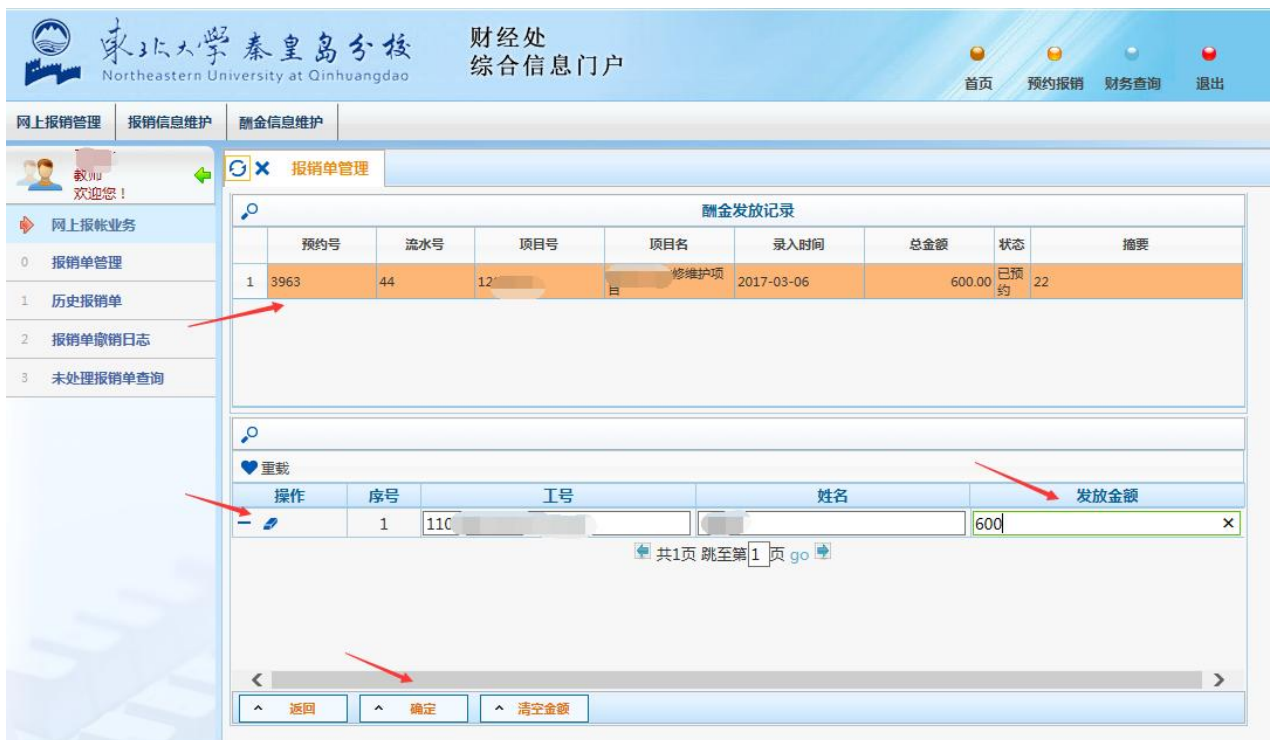 東北大学秦皇岛分校
Northeastern University at Qinhuangdao
财经处
综合信息门户
首页 预约报销 财务查询 退出
网上报销管理 报销信息维护 酬金信息维护
欢迎您！
报销单管理
网上报帐业务
0 报销单管理
1 历史报销单
2 报销单撤销日志
3 未处理报销单查询
酬金发放记录
预约号 流水号 项目号 项目名 录入时间 总金额 状态 摘要
1 3963 44 12 修维护项目 2017-03-06 600.00 已预约 22
重载
操作 序号 工号 姓名 发放金额
1 110 600
共1页 跳至第 1 页 go
返回 确定 清空金额